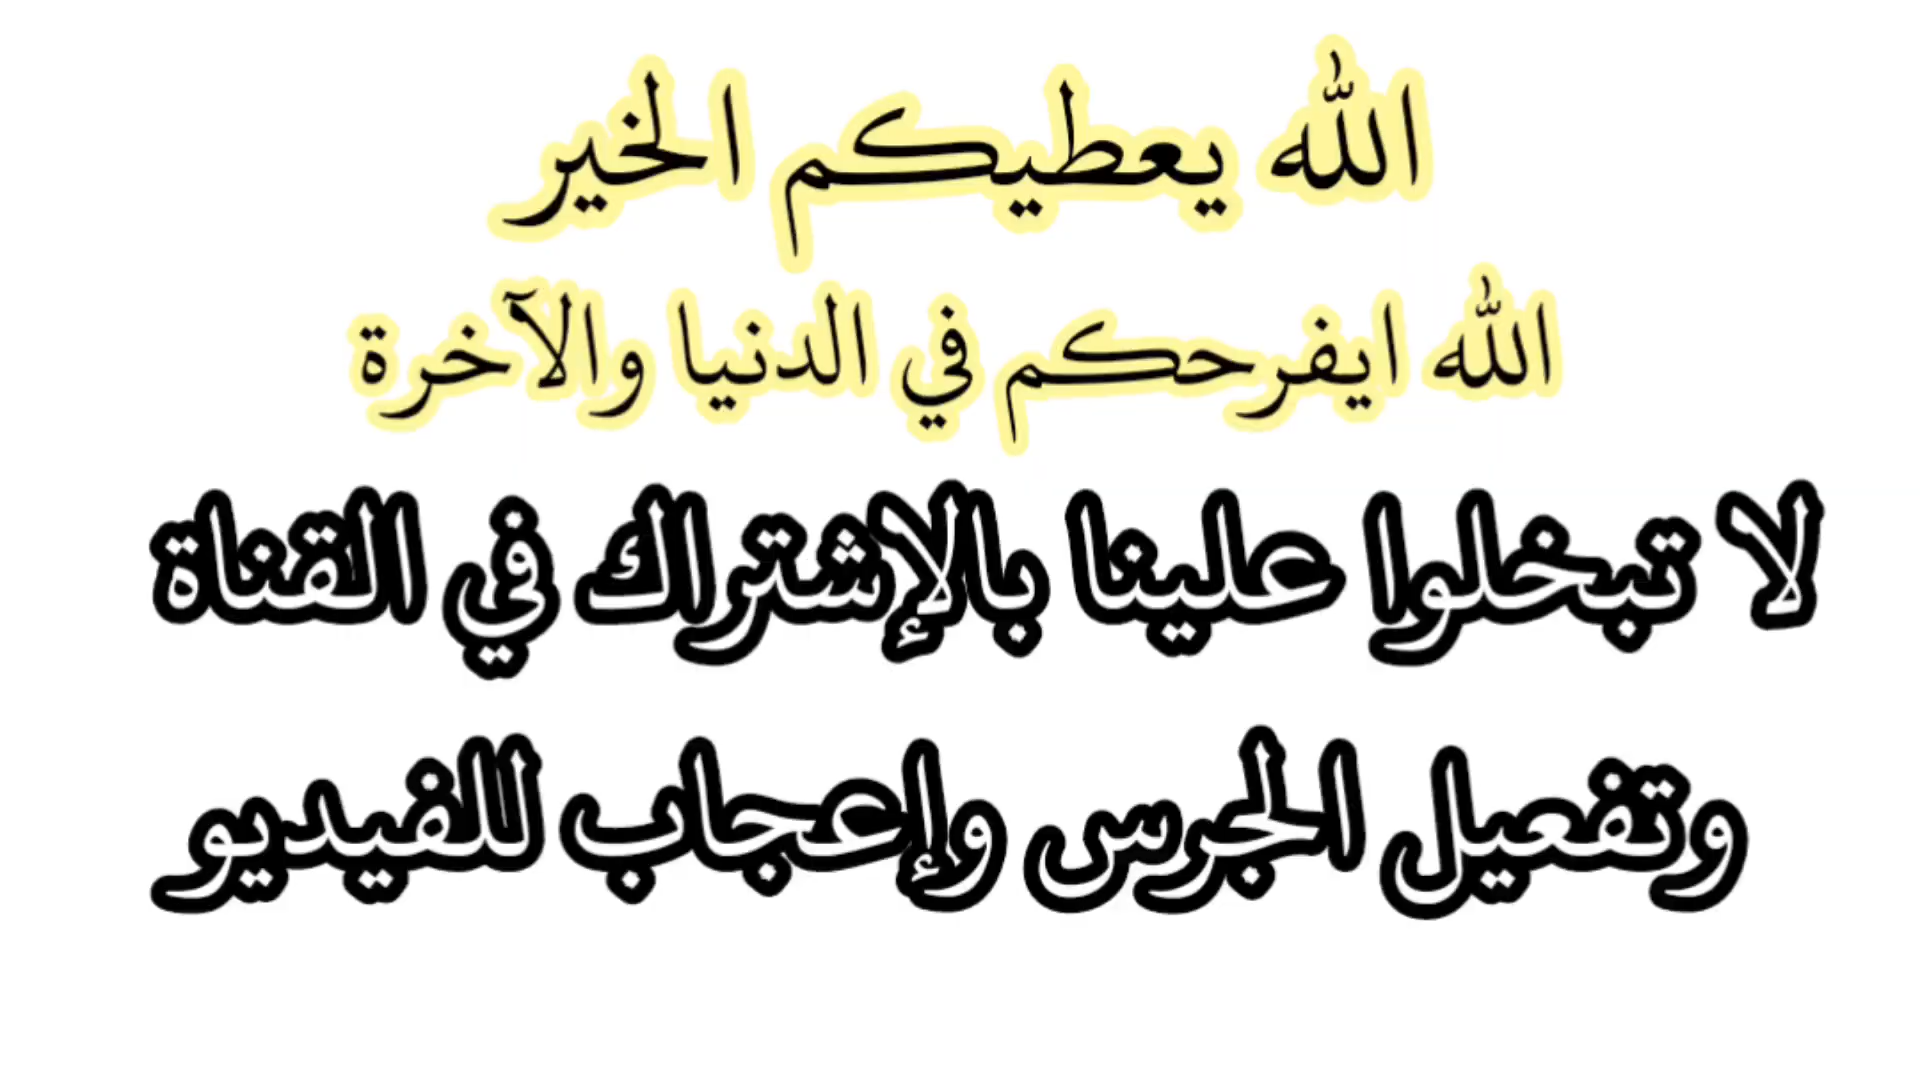 الله يعطيكم الخير
الله ايفرحكم في الدنيا والآخرة
لا تبخلوا علينا بالإشتراك في القناة
وتفعيل الجرس وإعجاب للفيديو